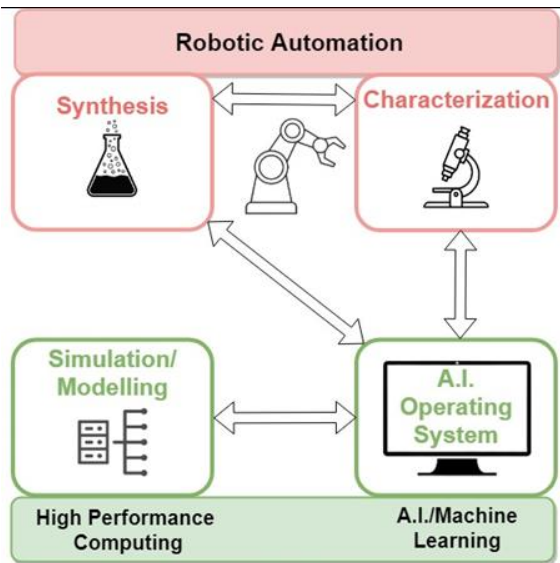 Robotic Automation
Synthesis
Characterization
Simulation/
Modelling
A.I.
Operating
System
High Performance
Computing
A.I./Machine
Learning